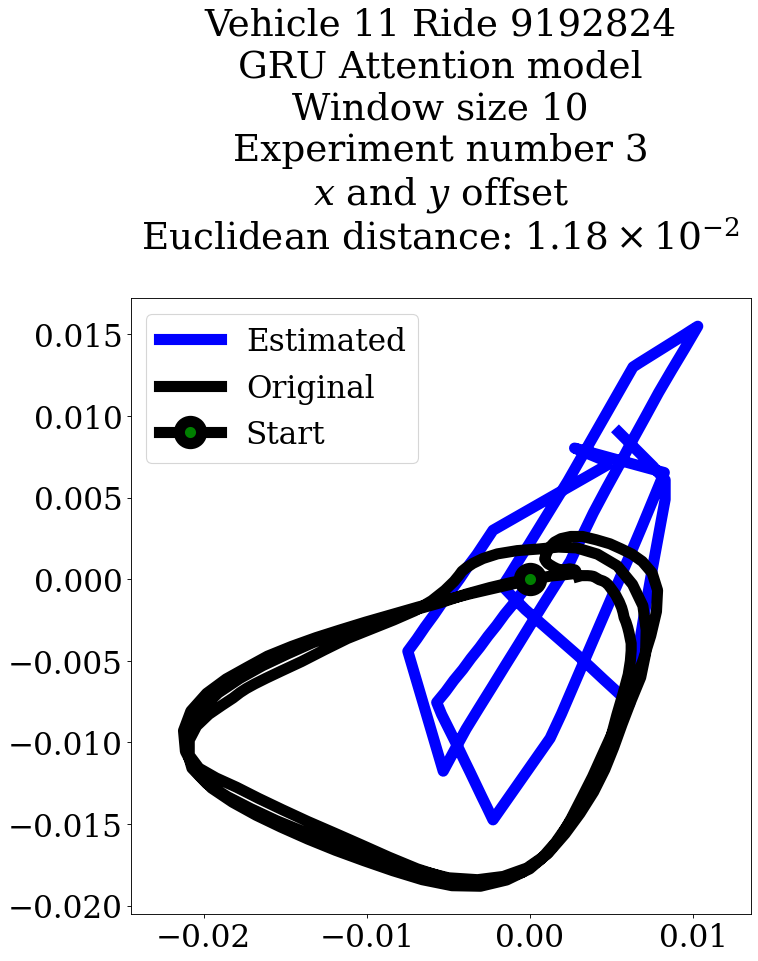 Vehicle 11 Ride 9192824
GRU Attention model
Window size 10
Experiment number 3
x and y offset
Euclidean distance: 1.18 × 10⁻²
Estimated
Original
Start
0.015
0.010
0.005
0.000
−0.005
−0.010
−0.015
−0.020
−0.02
−0.01
0.00
0.01